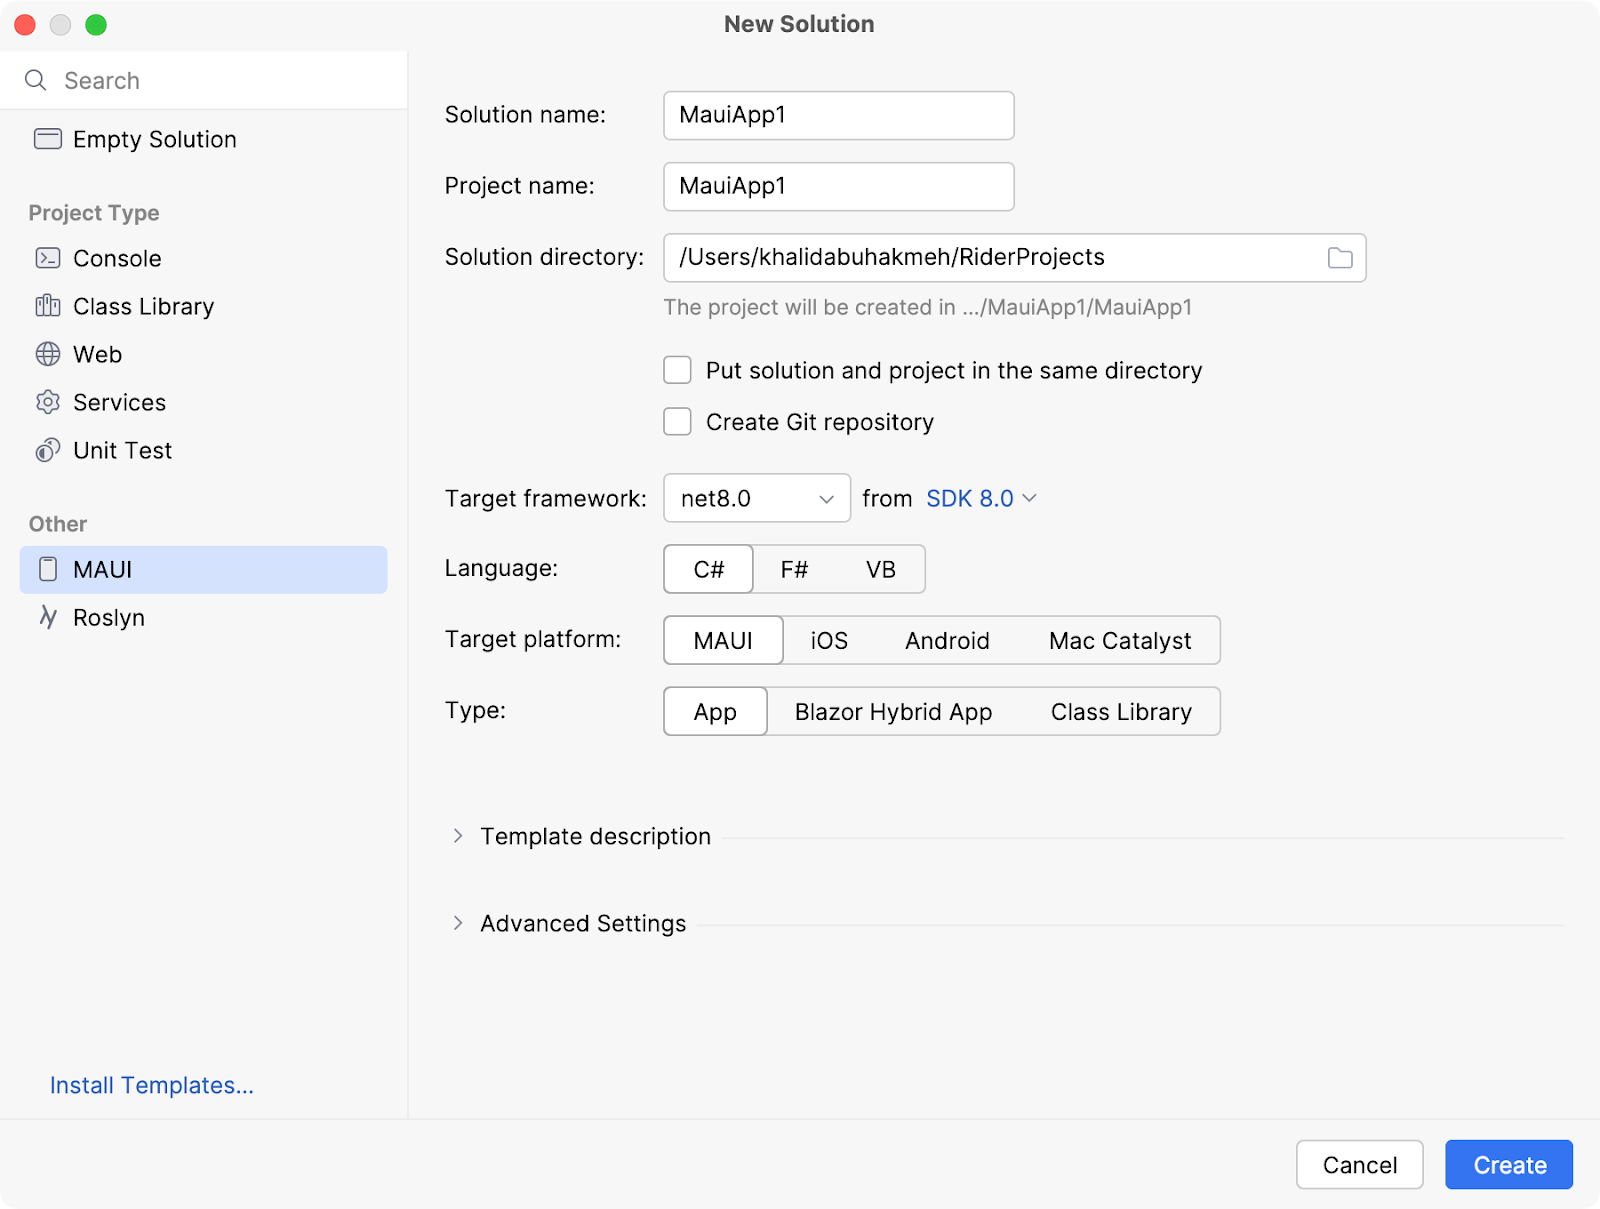 New Solution
Search
Empty Solution
Project Type
Console
Class Library
Web
Services
Unit Test
Other
MAUI
Roslyn
Install Templates...
Solution name: MauiApp1
Project name: MauiApp1
Solution directory: /Users/khalidabuhakmeh/RiderProjects
The project will be created in .../MauiApp1/MauiApp1
Put solution and project in the same directory
Create Git repository
Target framework: net8.0 from SDK 8.0
Language: C# F# VB
Target platform: MAUI iOS Android Mac Catalyst
Type: App Blazor Hybrid App Class Library
Template description
Advanced Settings
Cancel Create